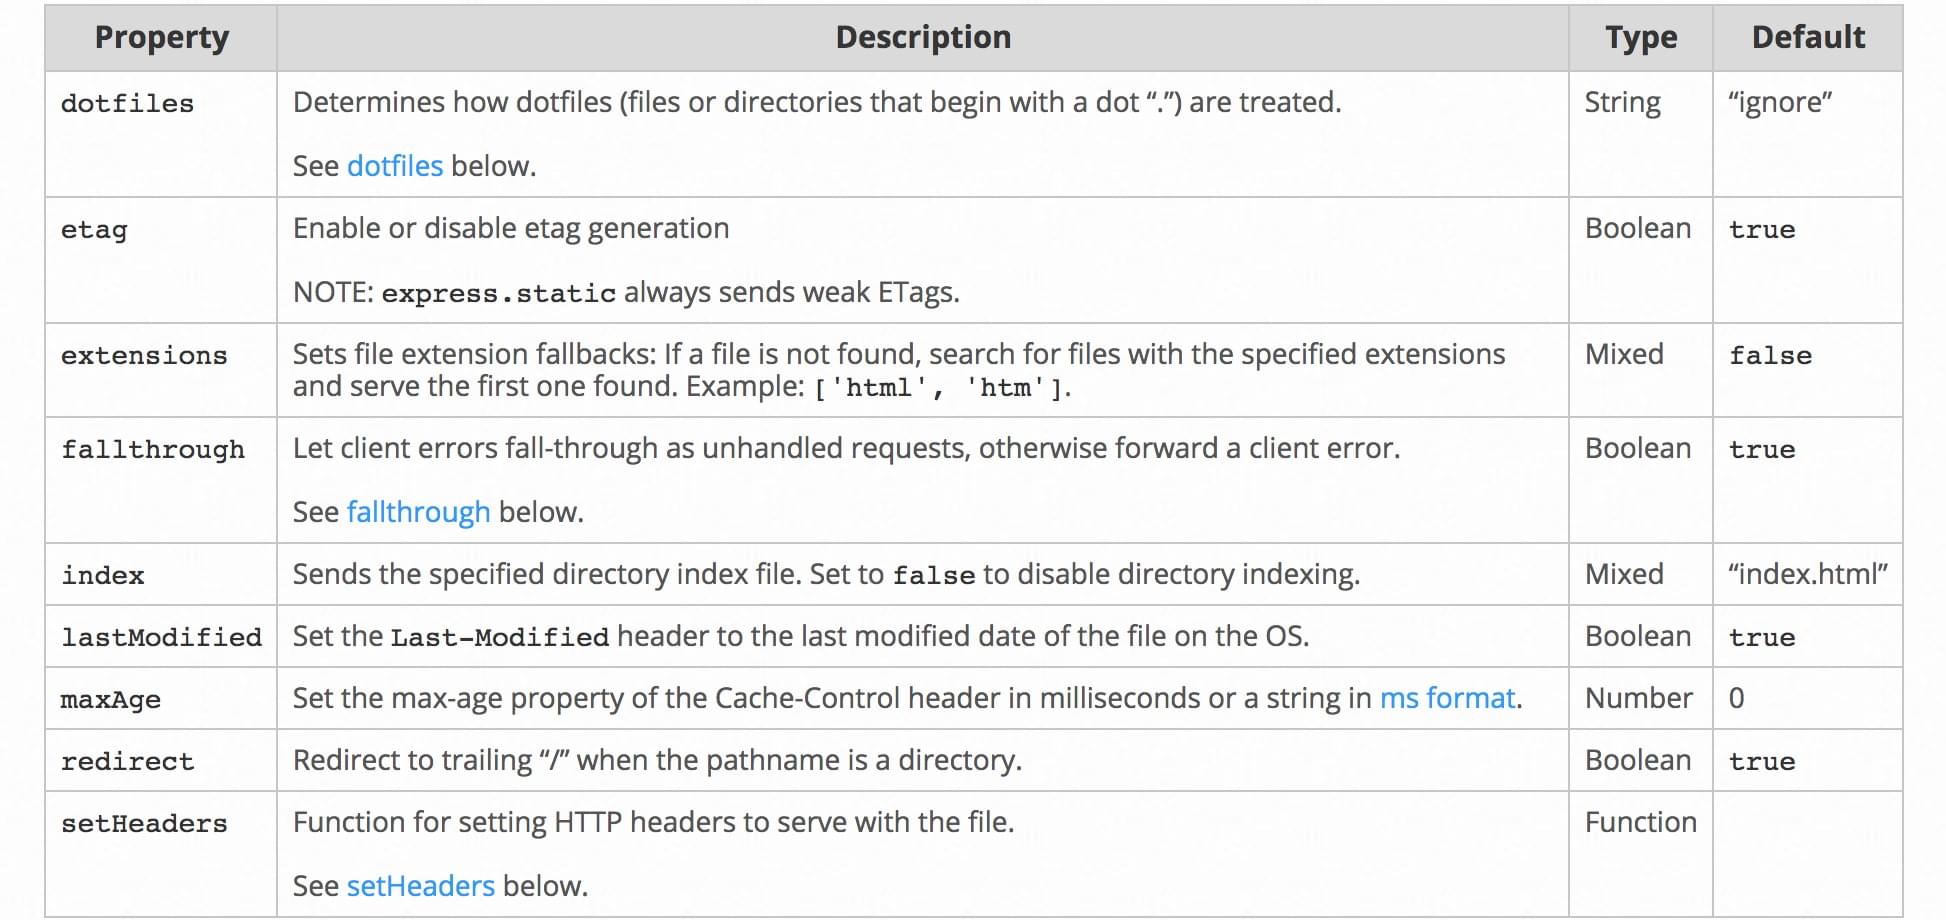 Property Description Type Default
dotfiles Determines how dotfiles (files or directories that begin with a dot “.”) are treated. String “ignore”
See dotfiles below.
etag Enable or disable etag generation Boolean true
NOTE: express.static always sends weak ETags.
extensions Sets file extension fallbacks: If a file is not found, search for files with the specified extensions Mixed false
and serve the first one found. Example: ['html', 'htm'].
fallthrough Let client errors fall-through as unhandled requests, otherwise forward a client error. Boolean true
See fallthrough below.
index Sends the specified directory index file. Set to false to disable directory indexing. Mixed “index.html”
lastModified Set the Last-Modified header to the last modified date of the file on the OS. Boolean true
maxAge Set the max-age property of the Cache-Control header in milliseconds or a string in ms format. Number 0
redirect Redirect to trailing “/” when the pathname is a directory. Boolean true
setHeaders Function for setting HTTP headers to serve with the file. Function
See setHeaders below.